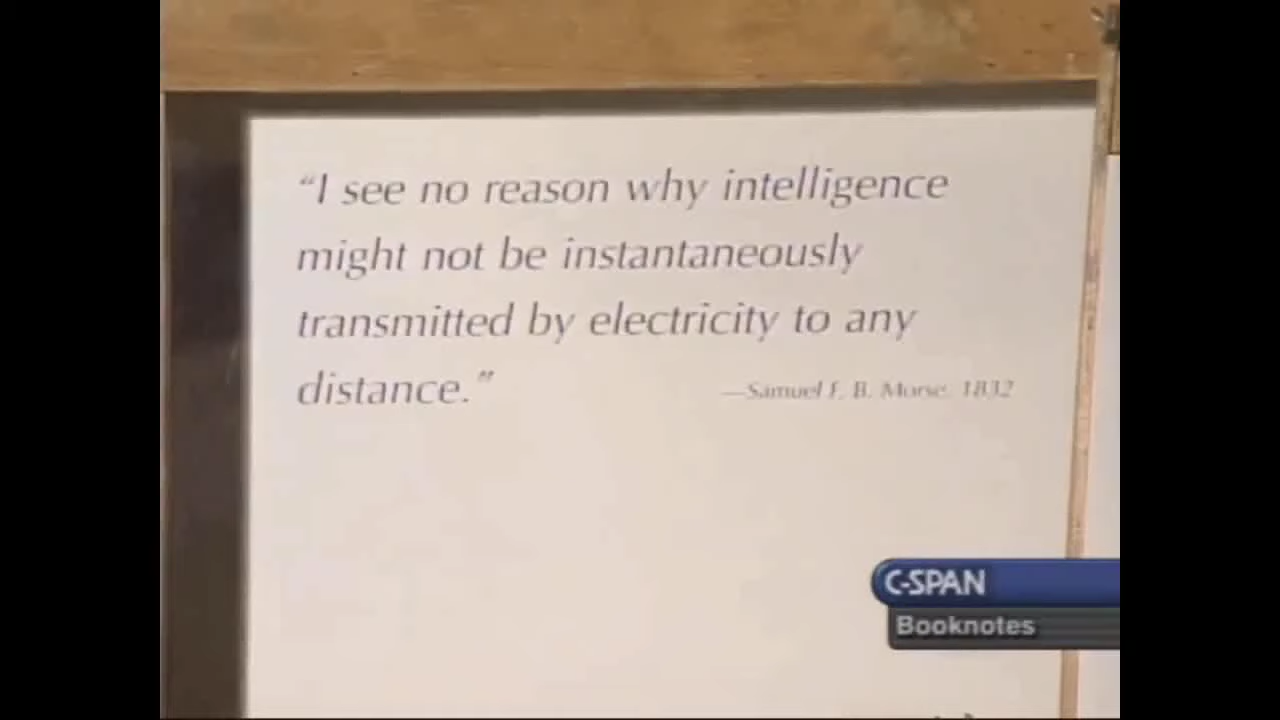 “I see no reason why intelligence
might not be instantaneously
transmitted by electricity to any
distance.”
—Samuel F. B. Morse, 1832
C-SPAN
Booknotes